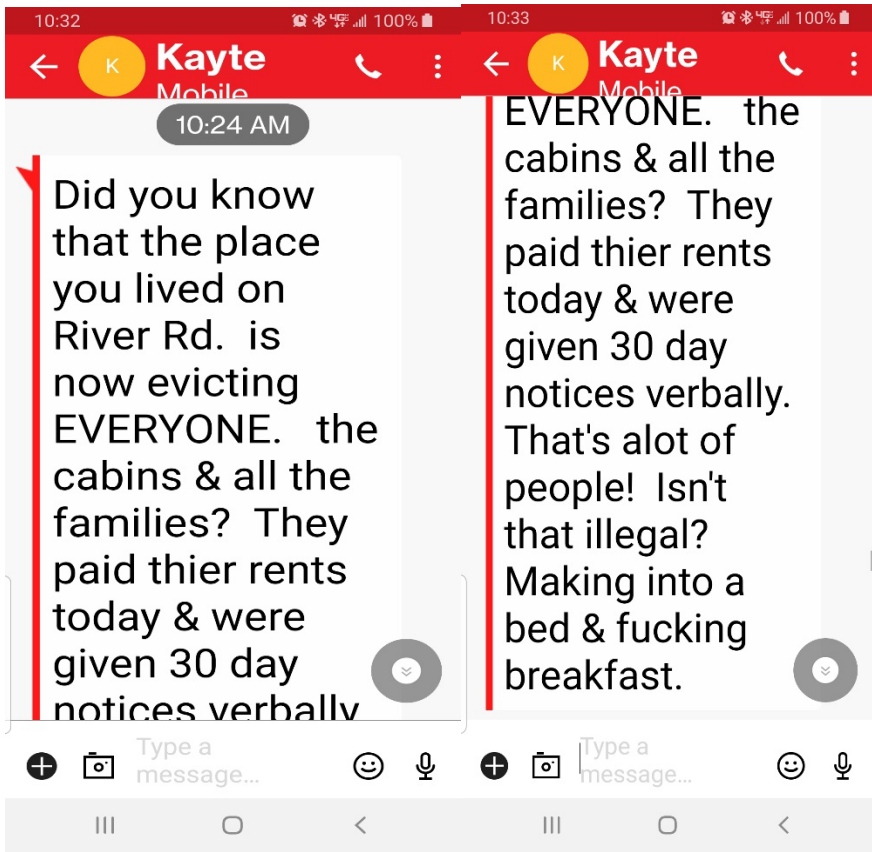 10:32 4GE 100%
K Kayte
Mobile
10:24 AM
Did you know
that the place
you lived on
River Rd.  is
now evicting
EVERYONE.   the
cabins & all the
families?  They
paid thier rents
today & were
given 30 day
notices verbally
Type a
message...
10:33 4GE 100%
K Kayte
Mobile
EVERYONE.   the
cabins & all the
families?  They
paid thier rents
today & were
given 30 day
notices verbally.
That's alot of
people!  Isn't
that illegal?
Making into a
bed & fucking
breakfast.
Type a
message...